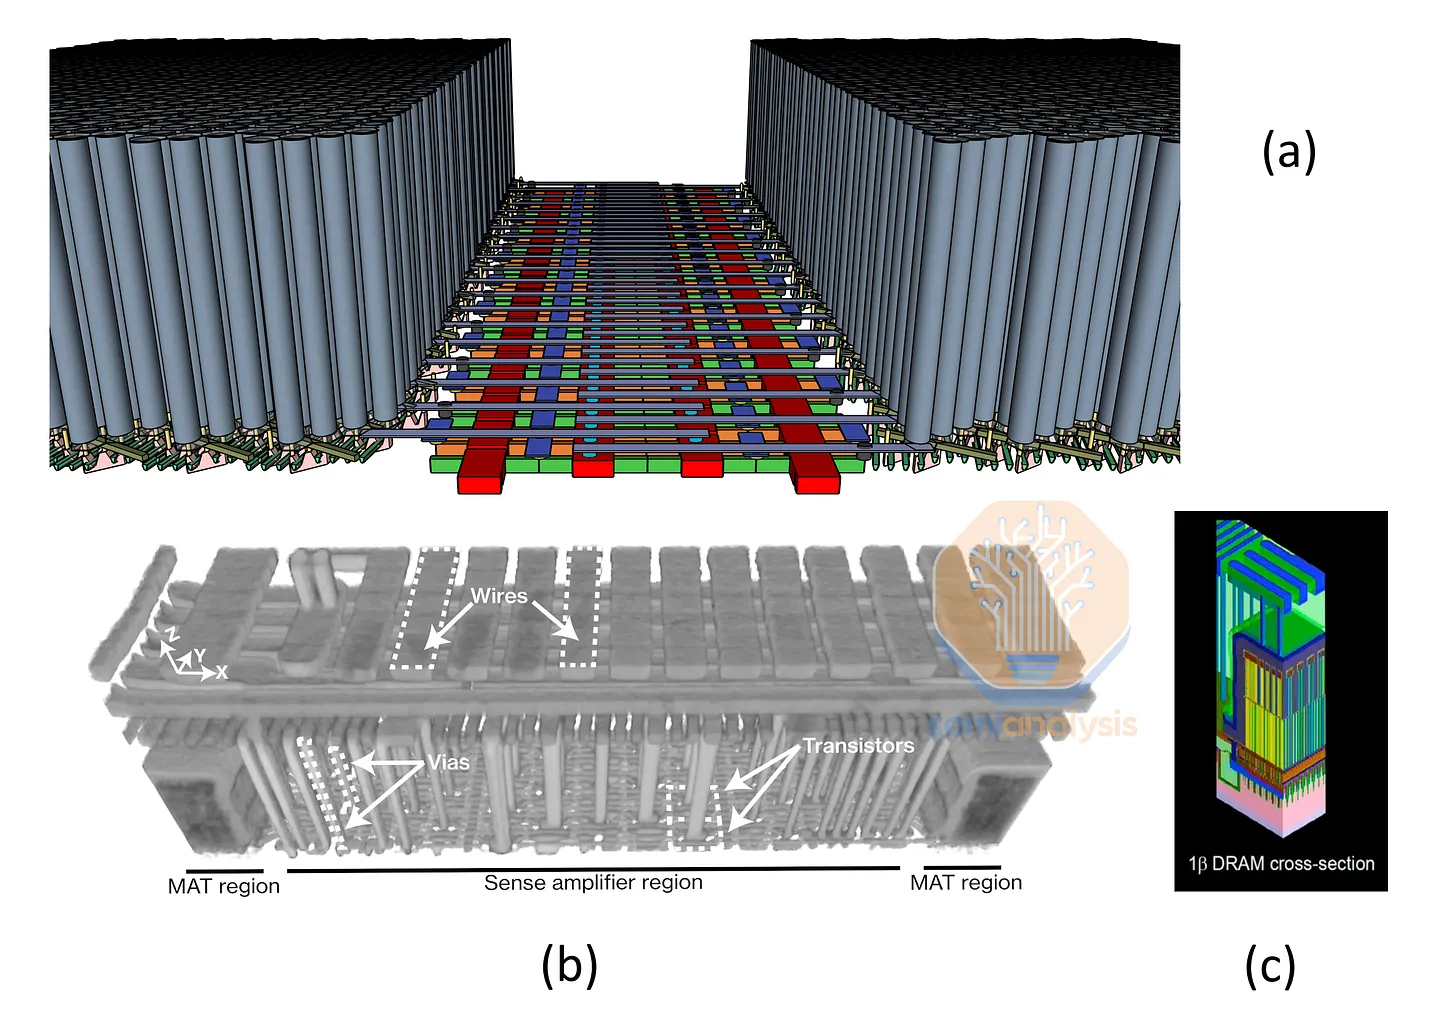 (a)
Wires
Z
Y
X
Vias
Transistors
semianalysis
MAT region
Sense amplifier region
MAT region
1β DRAM cross-section
(b)
(c)